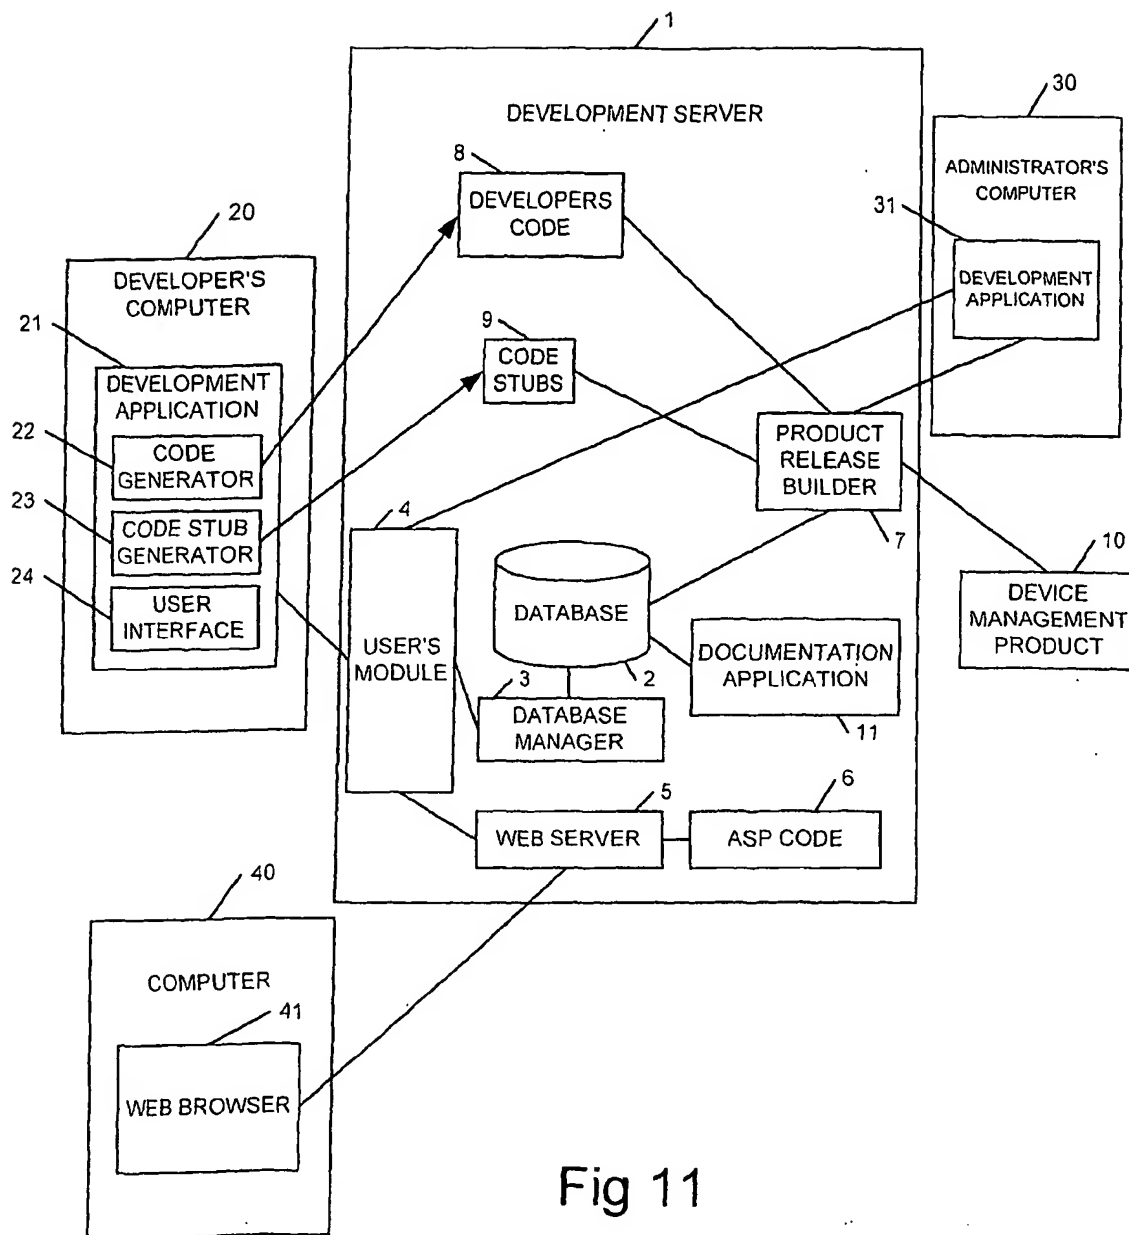 1
DEVELOPMENT SERVER
30
ADMINISTRATOR'S
COMPUTER
31
DEVELOPMENT
APPLICATION
8
DEVELOPERS
CODE
20
DEVELOPER'S
COMPUTER
21
DEVELOPMENT
APPLICATION
22
CODE
GENERATOR
23
CODE STUB
GENERATOR
24
USER
INTERFACE
9
CODE
STUBS
PRODUCT
RELEASE
BUILDER
7
10
DEVICE
MANAGEMENT
PRODUCT
4
USER'S
MODULE
DATABASE
2
3
DATABASE
MANAGER
DOCUMENTATION
APPLICATION
11
5
WEB SERVER
6
ASP CODE
40
COMPUTER
41
WEB BROWSER
Fig 11